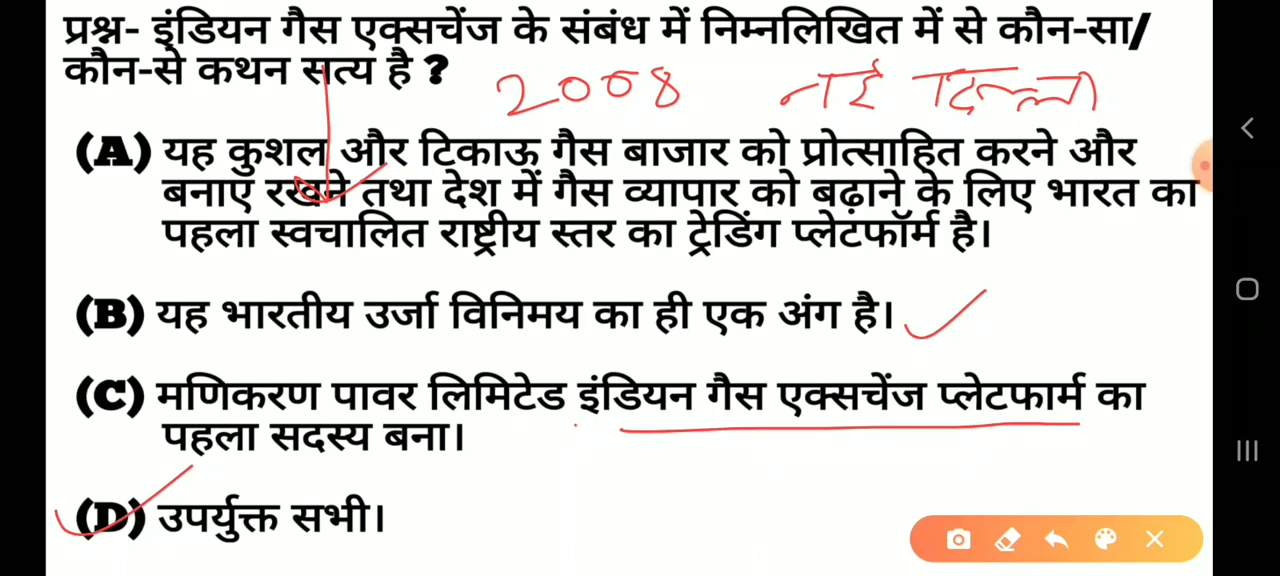 प्रश्न- इंडियन गैस एक्सचेंज के संबंध में निम्नलिखित में से कौन-सा/
कौन-से कथन सत्य है ?
2008 नई दिल्ली
(A) यह कुशल और टिकाऊ गैस बाजार को प्रोत्साहित करने और
बनाए रखने तथा देश में गैस व्यापार को बढ़ाने के लिए भारत का
पहला स्वचालित राष्ट्रीय स्तर का ट्रेडिंग प्लेटफॉर्म है।
(B) यह भारतीय उर्जा विनिमय का ही एक अंग है।
(C) मणिकरण पावर लिमिटेड इंडियन गैस एक्सचेंज प्लेटफार्म का
पहला सदस्य बना।
(D) उपर्युक्त सभी।